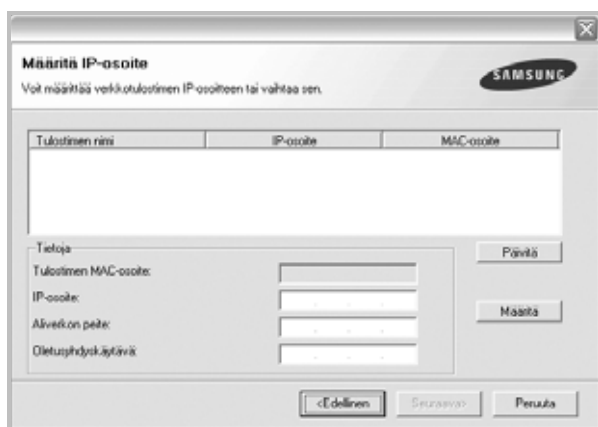 Määritä IP-osoite
Voit määrittää verkkotulostimen IP-osoitteen tai vaihtaa sen.
SAMSUNG
Tulostimen nimi IP-osoite MAC-osoite
Tietoja
Tulostimen MAC-osoite:
IP-osoite:
Aliverkon peite:
Oletusyhdyskäytävä:
Päivitä
Määritä
<Edellinen Seuraava> Peruuta